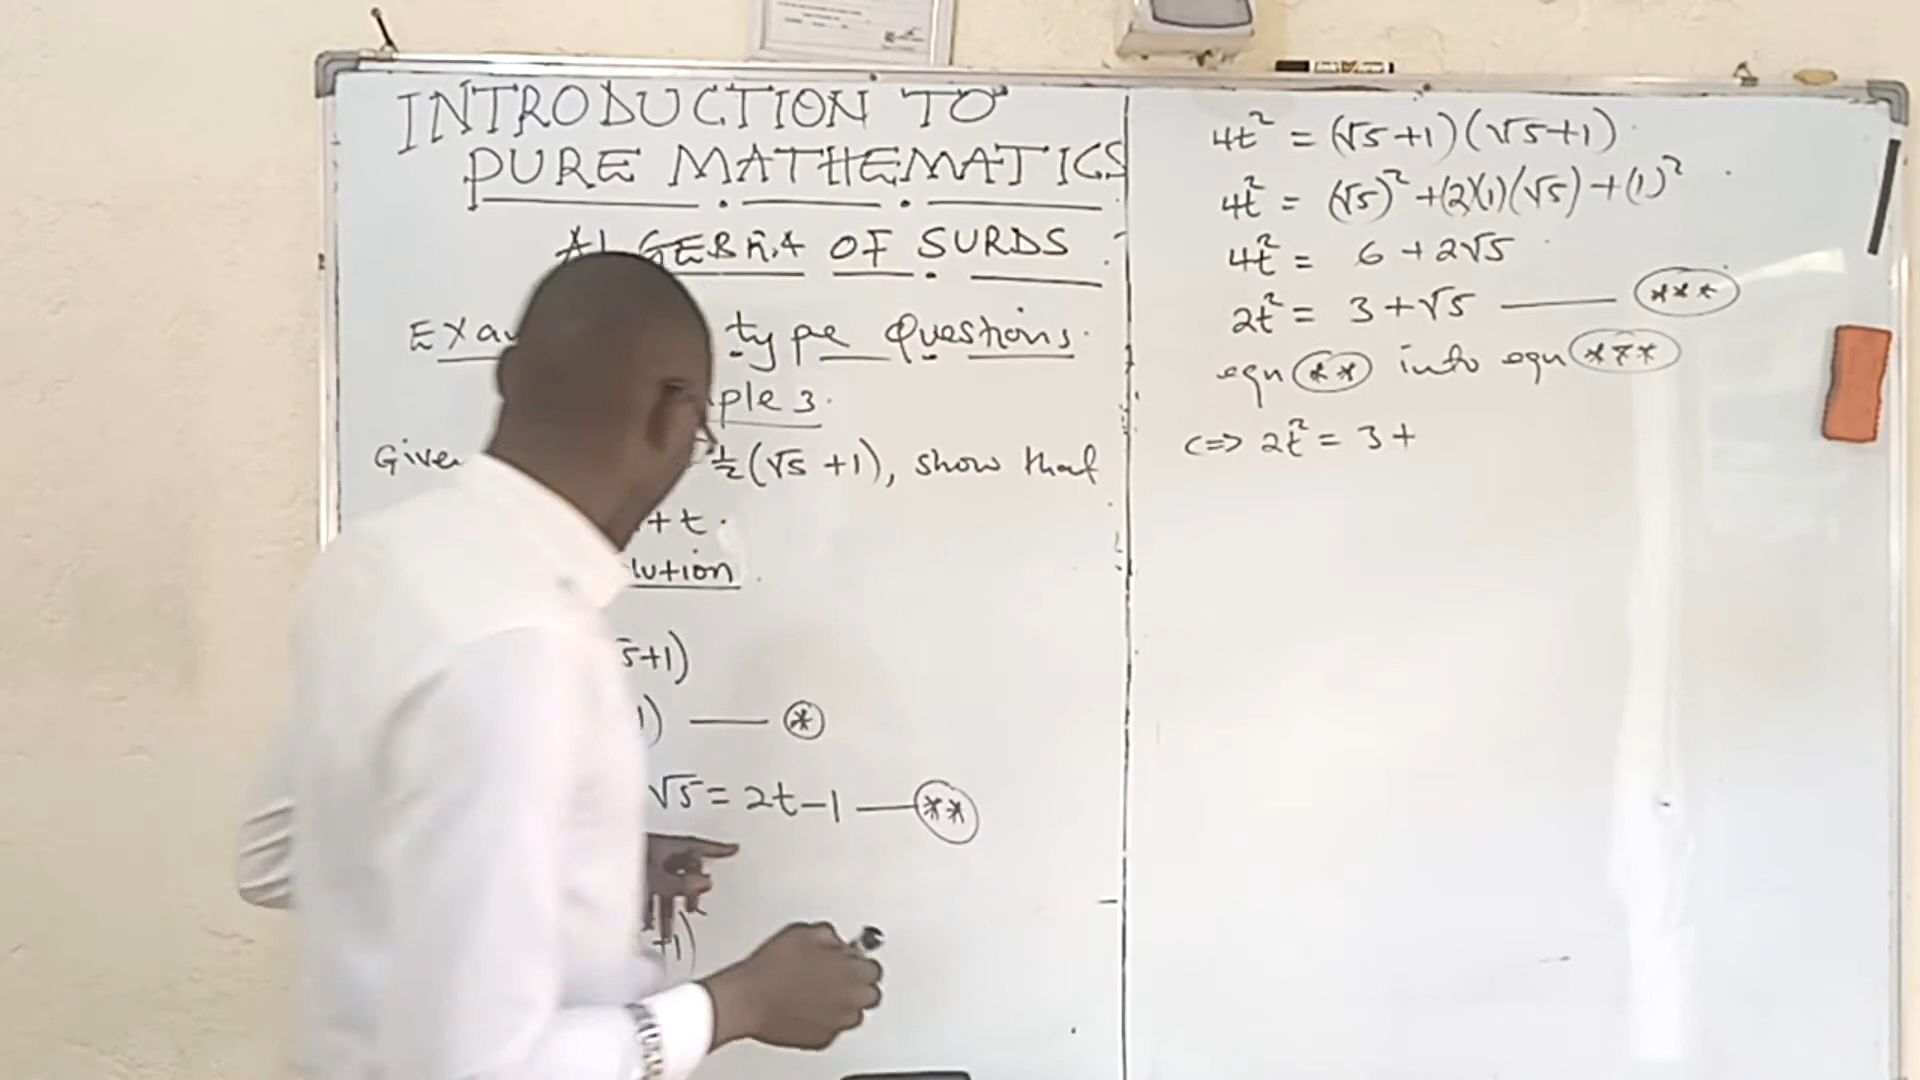 INTRODUCTION TO
PURE MATHEMATICS
ALGEBRA OF SURDS
type Questions.
ple 3.
Give ½(√5 +1), show that
+t.
lution
5+1)
1) —— (*)
√5 = 2t-1 —— (**)
+1)
4t² = (√5+1)(√5+1)
4t² = (√5)² + (2)(1)(√5) + (1)²
4t² = 6 + 2√5
2t² = 3 + √5 —— (***)
eqn (**) into eqn (***)
<=> 2t² = 3 +